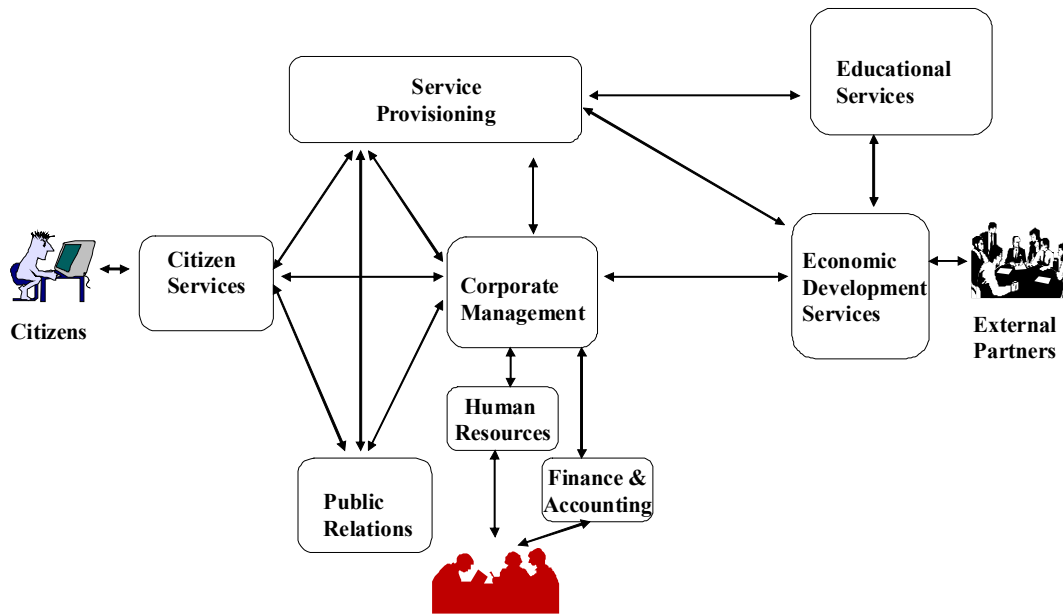 Service
Provisioning
Educational
Services
Citizen
Services
Corporate
Management
Economic
Development
Services
Citizens
External
Partners
Human
Resources
Finance &
Accounting
Public
Relations